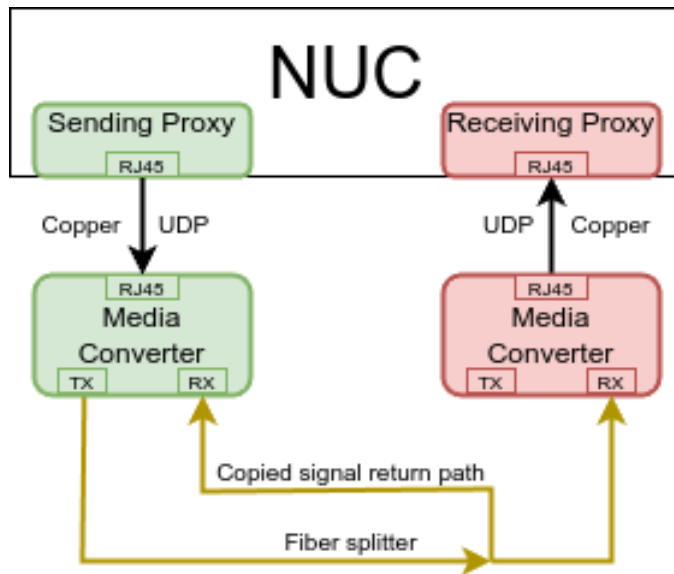 NUC
Sending Proxy
RJ45
Receiving Proxy
RJ45
Copper
UDP
UDP
Copper
RJ45
Media
Converter
TX
RX
RJ45
Media
Converter
TX
RX
Copied signal return path
Fiber splitter